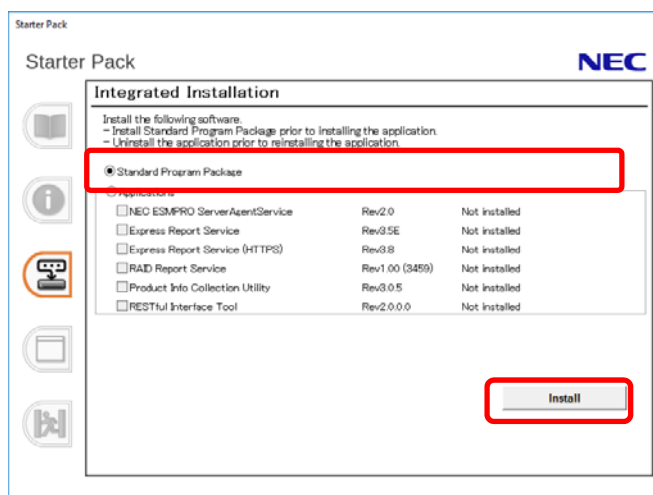 Starter Pack
Starter Pack
NEC
Integrated Installation
Install the following software.
- Install Standard Program Package prior to installing the application.
- Uninstall the application prior to reinstalling the application.
Standard Program Package
Applications
NEC ESMPRO ServerAgentService Rev2.0 Not installed
Express Report Service Rev3.5E Not installed
Express Report Service (HTTPS) Rev3.8 Not installed
RAID Report Service Rev1.00 (3459) Not installed
Product Info Collection Utility Rev3.0.5 Not installed
RESTful Interface Tool Rev2.0.0.0 Not installed
Install